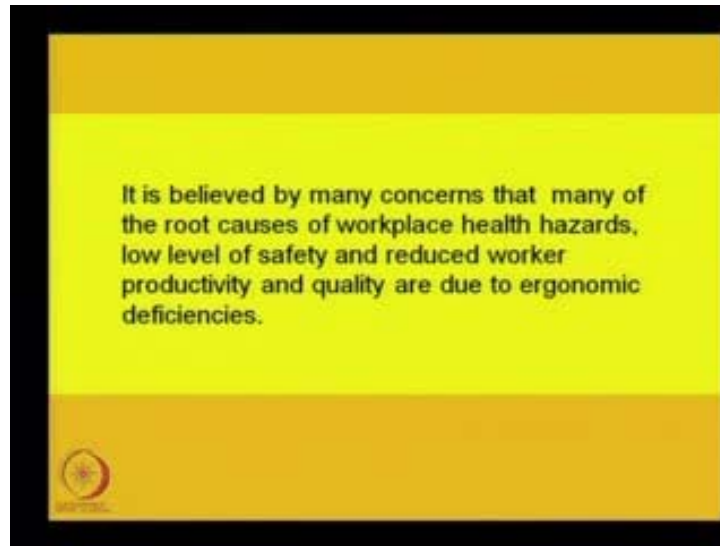 It is believed by many concerns that many of
the root causes of workplace health hazards,
low level of safety and reduced worker
productivity and quality are due to ergonomic
deficiencies.
NPTEL